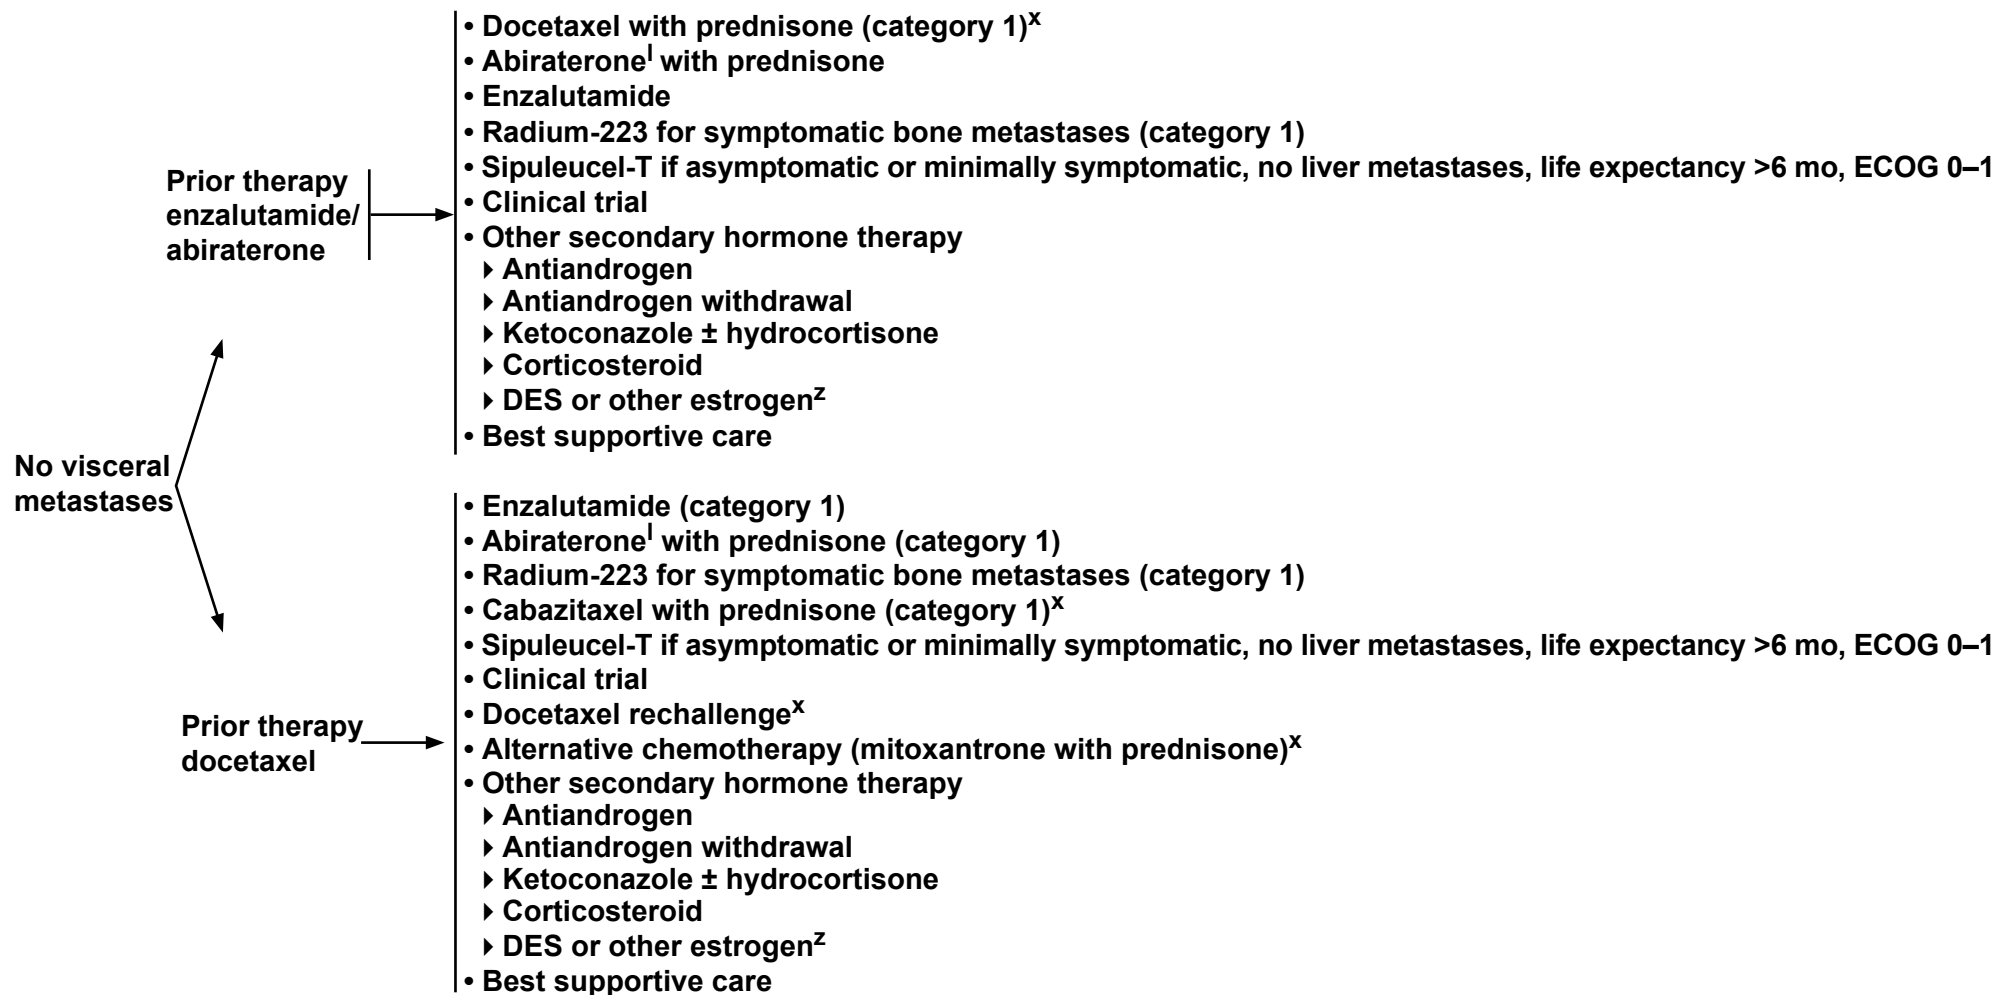 No visceral
metastases
Prior therapy
enzalutamide/
abiraterone
• Docetaxel with prednisone (category 1)ˣ
• Abirateroneˡ with prednisone
• Enzalutamide
• Radium-223 for symptomatic bone metastases (category 1)
• Sipuleucel-T if asymptomatic or minimally symptomatic, no liver metastases, life expectancy >6 mo, ECOG 0–1
• Clinical trial
• Other secondary hormone therapy
▸ Antiandrogen
▸ Antiandrogen withdrawal
▸ Ketoconazole ± hydrocortisone
▸ Corticosteroid
▸ DES or other estrogenᶻ
• Best supportive care
Prior therapy
docetaxel
• Enzalutamide (category 1)
• Abirateroneˡ with prednisone (category 1)
• Radium-223 for symptomatic bone metastases (category 1)
• Cabazitaxel with prednisone (category 1)ˣ
• Sipuleucel-T if asymptomatic or minimally symptomatic, no liver metastases, life expectancy >6 mo, ECOG 0–1
• Clinical trial
• Docetaxel rechallengeˣ
• Alternative chemotherapy (mitoxantrone with prednisone)ˣ
• Other secondary hormone therapy
▸ Antiandrogen
▸ Antiandrogen withdrawal
▸ Ketoconazole ± hydrocortisone
▸ Corticosteroid
▸ DES or other estrogenᶻ
• Best supportive care